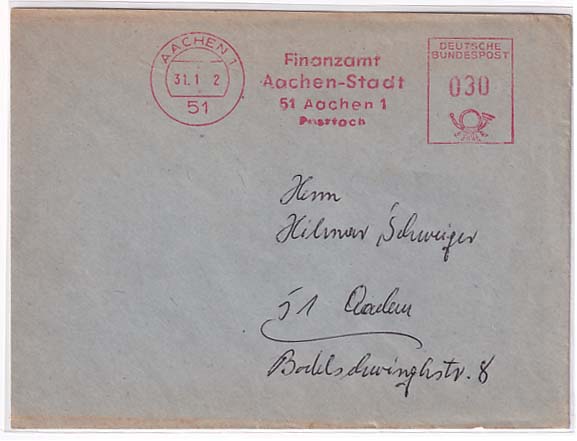 AACHEN 1
31.1 2
51
Finanzamt
Aachen-Stadt
51 Aachen 1
Postfach
DEUTSCHE
BUNDESPOST
030
Herrn
Hilmar Schweiger
51 Aachen
Bodelschwinghstr. 8